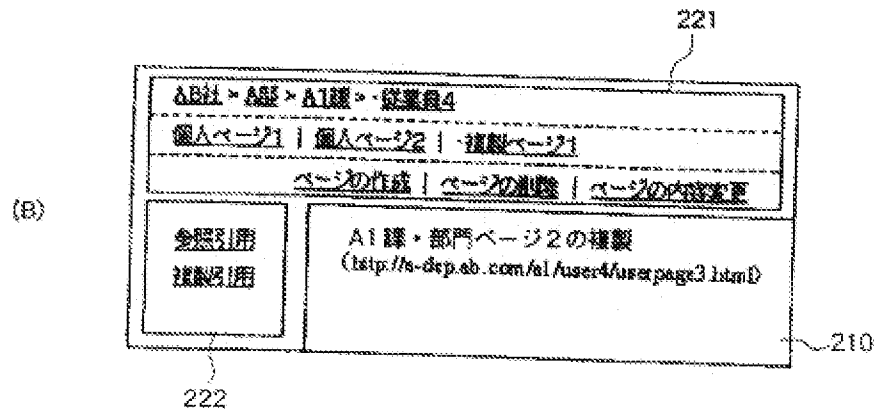 221
AB社 > A部 > A1課 > ・従業員4
個人ページ1 | 個人ページ2 | ・複製ページ1
ページの作成 | ページの削除 | ページの内容変更
(B)
参照引用
複製引用
A1課・部門ページ2の複製
(http://a-dep.ab.com/a1/user4/userpage3.html)
210
222